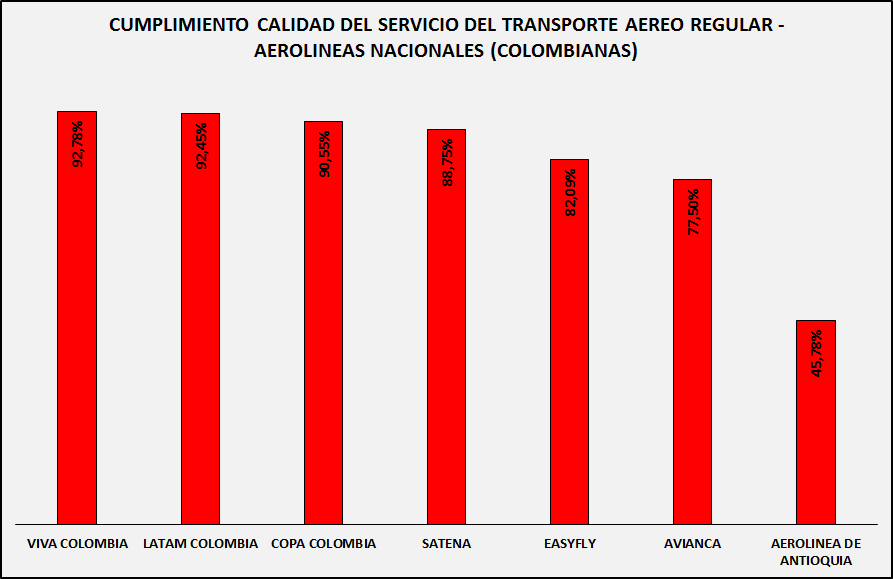 CUMPLIMIENTO CALIDAD DEL SERVICIO DEL TRANSPORTE AEREO REGULAR -
AEROLINEAS NACIONALES (COLOMBIANAS)
92,78%
92,45%
90,55%
88,75%
82,09%
77,50%
45,78%
VIVA COLOMBIA
LATAM COLOMBIA
COPA COLOMBIA
SATENA
EASYFLY
AVIANCA
AEROLINEA DE
ANTIOQUIA